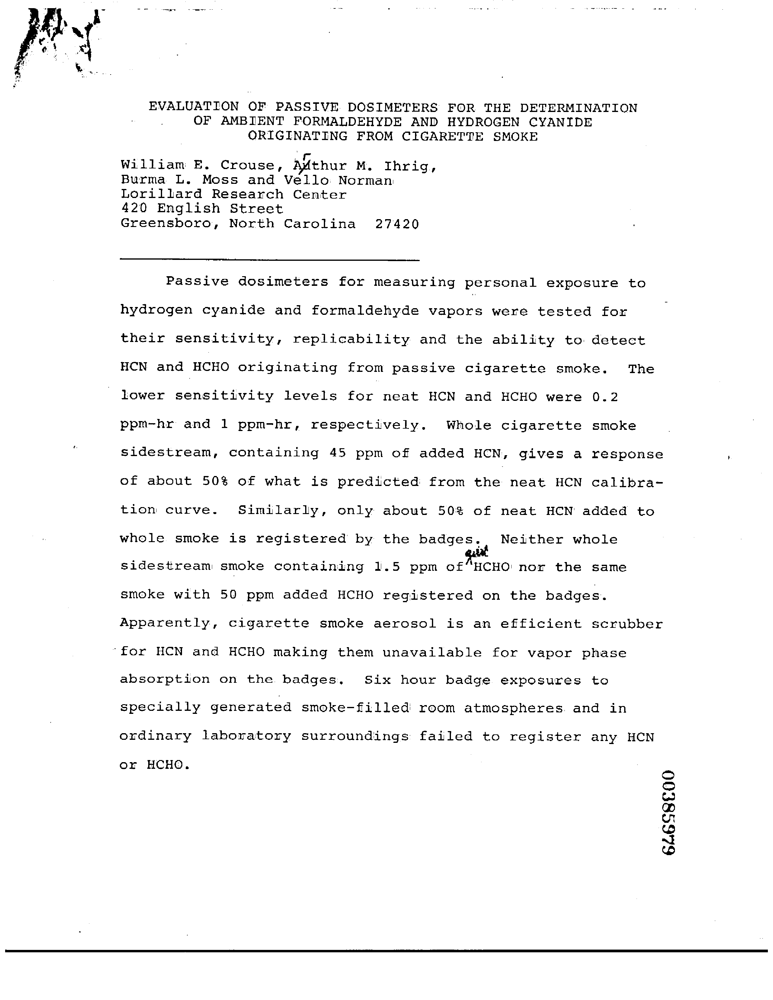 EVALUATION OF PASSIVE DOSIMETERS FOR THE DETERMINATION
OF AMBIENT FORMALDEHYDE AND HYDROGEN CYANIDE
ORIGINATING FROM CIGARETTE SMOKE
William E. Crouse, Arthur M. Ihrig,
Burma L. Moss and Vello Norman
Lorillard Research Center
420 English Street
Greensboro, North Carolina 27420
Passive dosimeters for measuring personal exposure to
hydrogen cyanide and formaldehyde vapors were tested for
their sensitivity, replicability and the ability to detect
HCN and HCHO originating from passive cigarette smoke. The
lower sensitivity levels for neat HCN and HCHO were 0.2
ppm-hr and 1 ppm-hr, respectively. Whole cigarette smoke
sidestream, containing 45 ppm of added HCN, gives a response
of about 50% of what is predicted from the neat HCN calibra-
tion curve. Similarly, only about 50% of neat HCN added to
whole smoke is registered by the badges. Neither whole
sidestream smoke containing 1.5 ppm of HCHO nor the same
smoke with 50 ppm added HCHO registered on the badges.
Apparently, cigarette smoke aerosol is an efficient scrubber
for HCN and HCHO making them unavailable for vapor phase
absorption on the badges. Six hour badge exposures to
specially generated smoke-filled room atmospheres and in
ordinary laboratory surroundings failed to register any HCN
or HCHO.
00385979